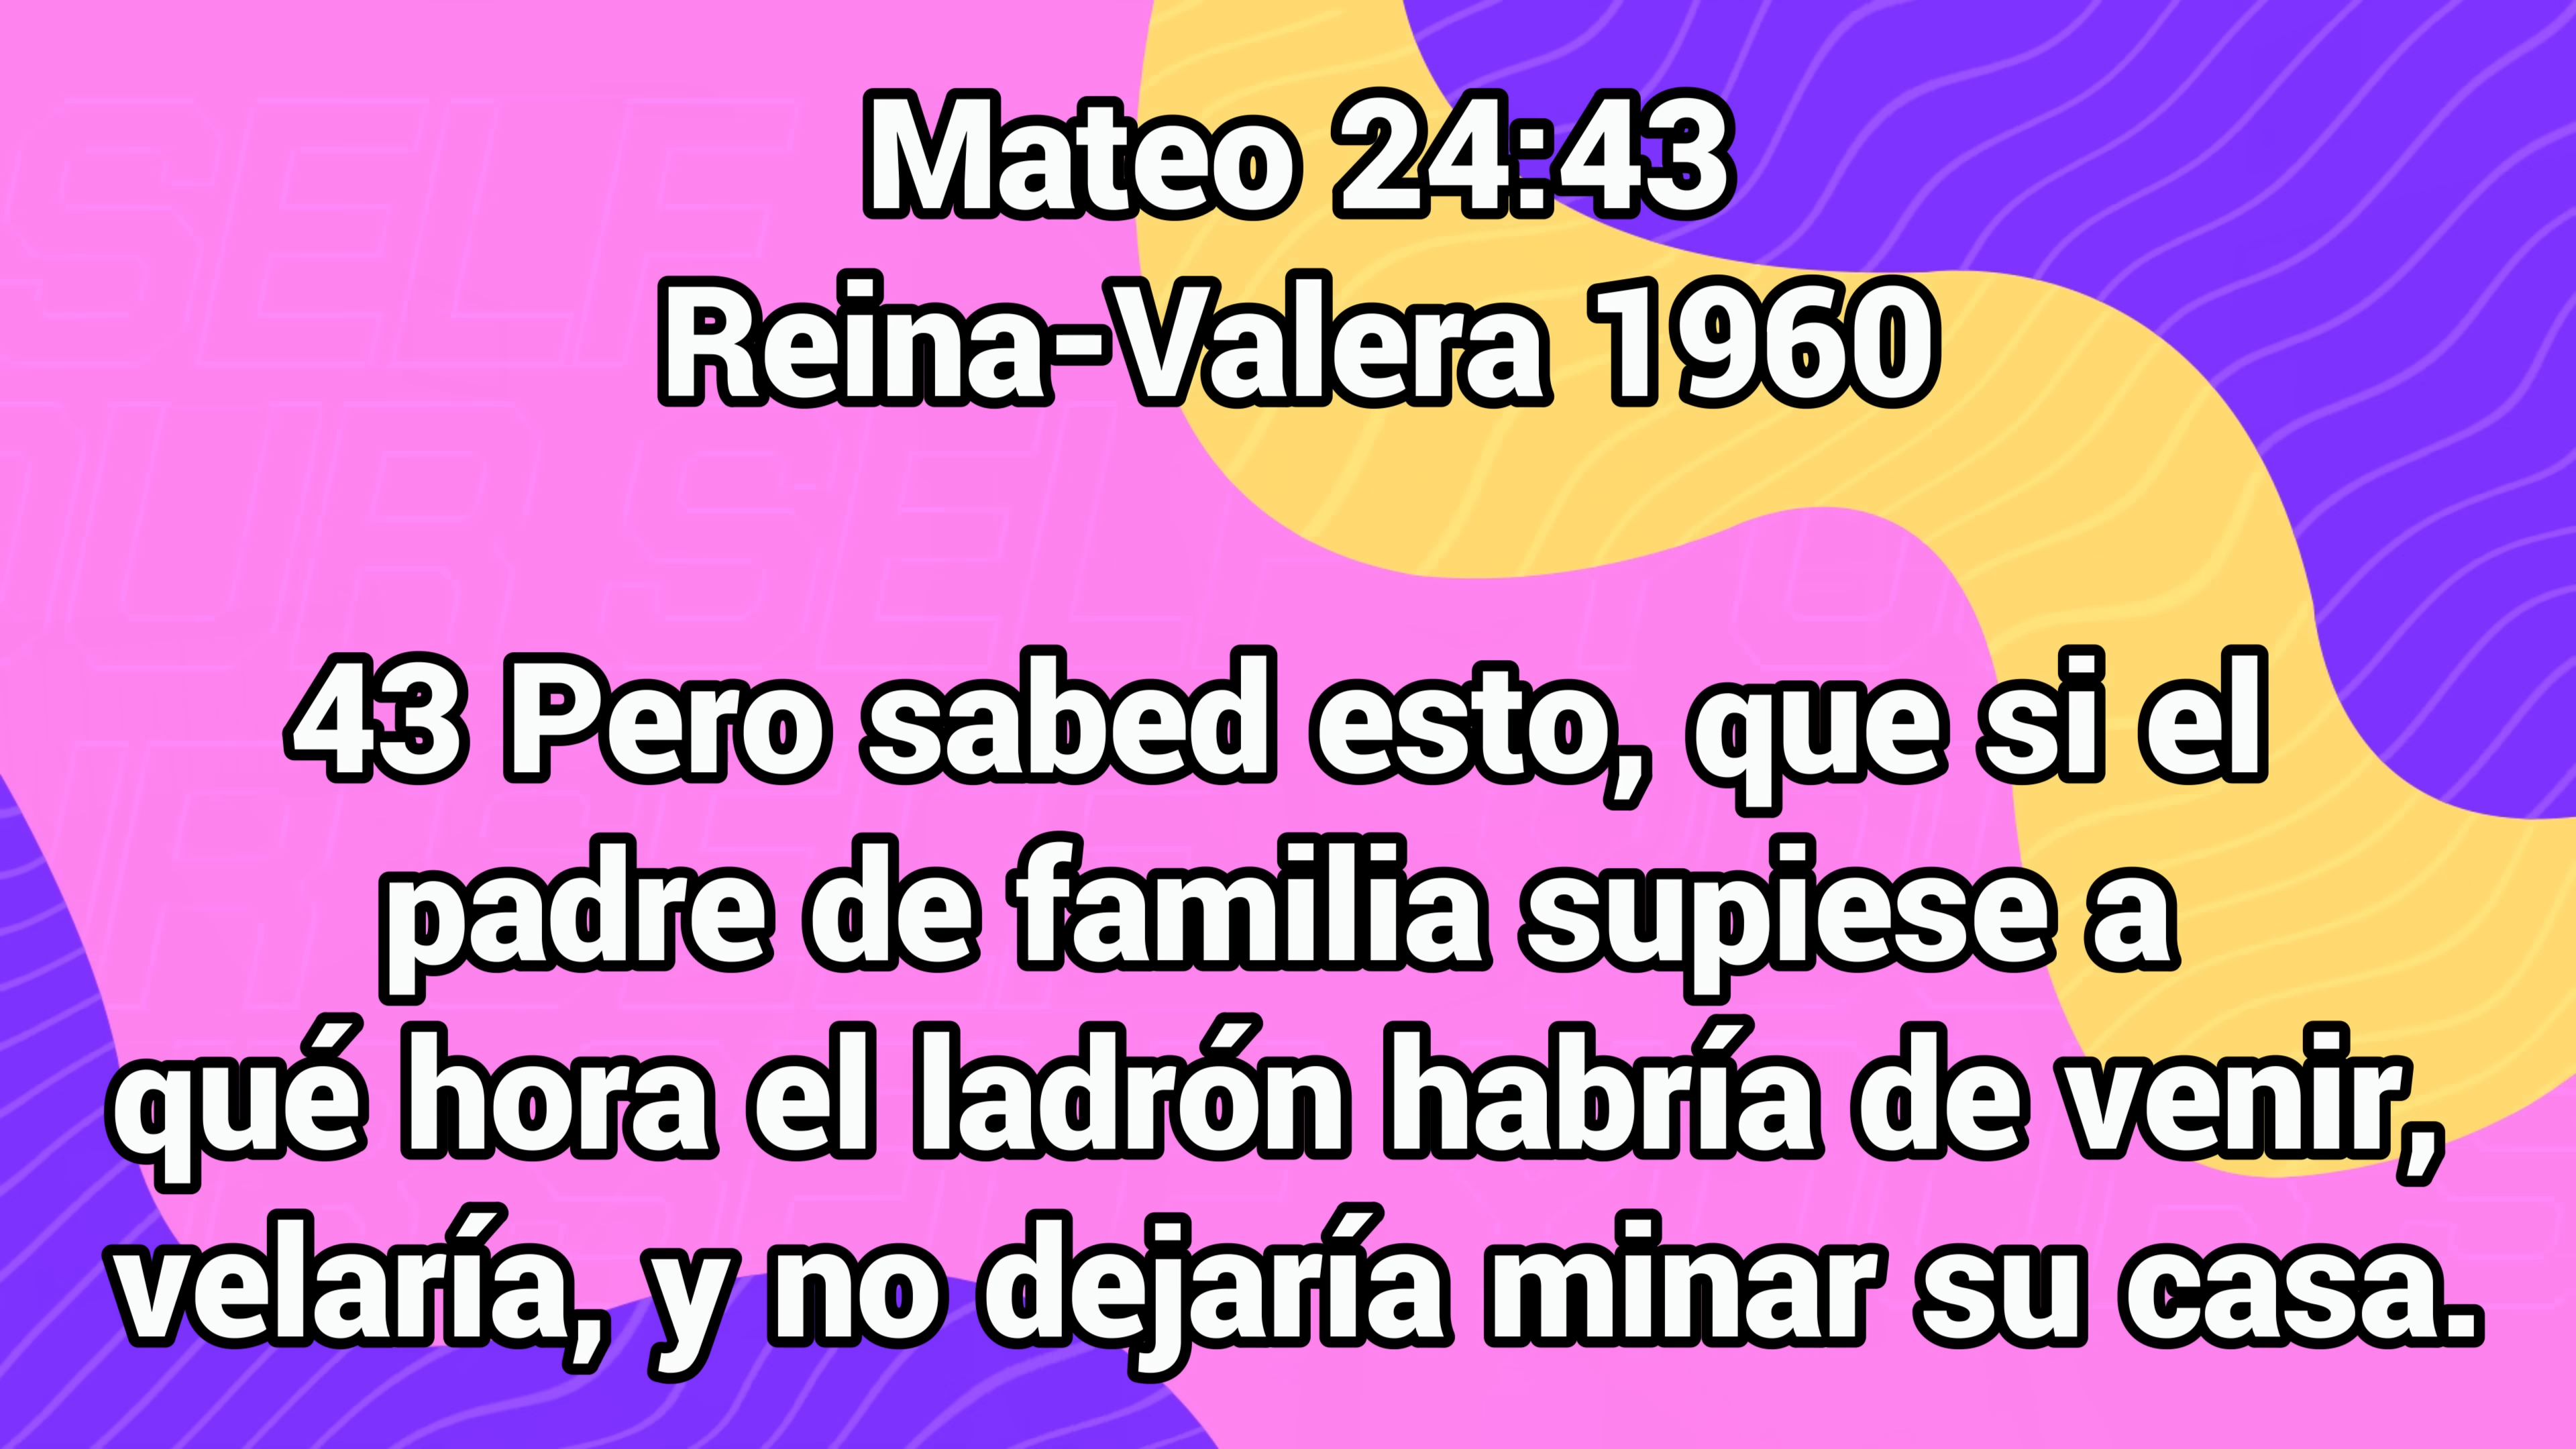 Mateo 24:43
Reina-Valera 1960
43 Pero sabed esto, que si el
padre de familia supiese a
qué hora el ladrón habría de venir,
velaría, y no dejaría minar su casa.